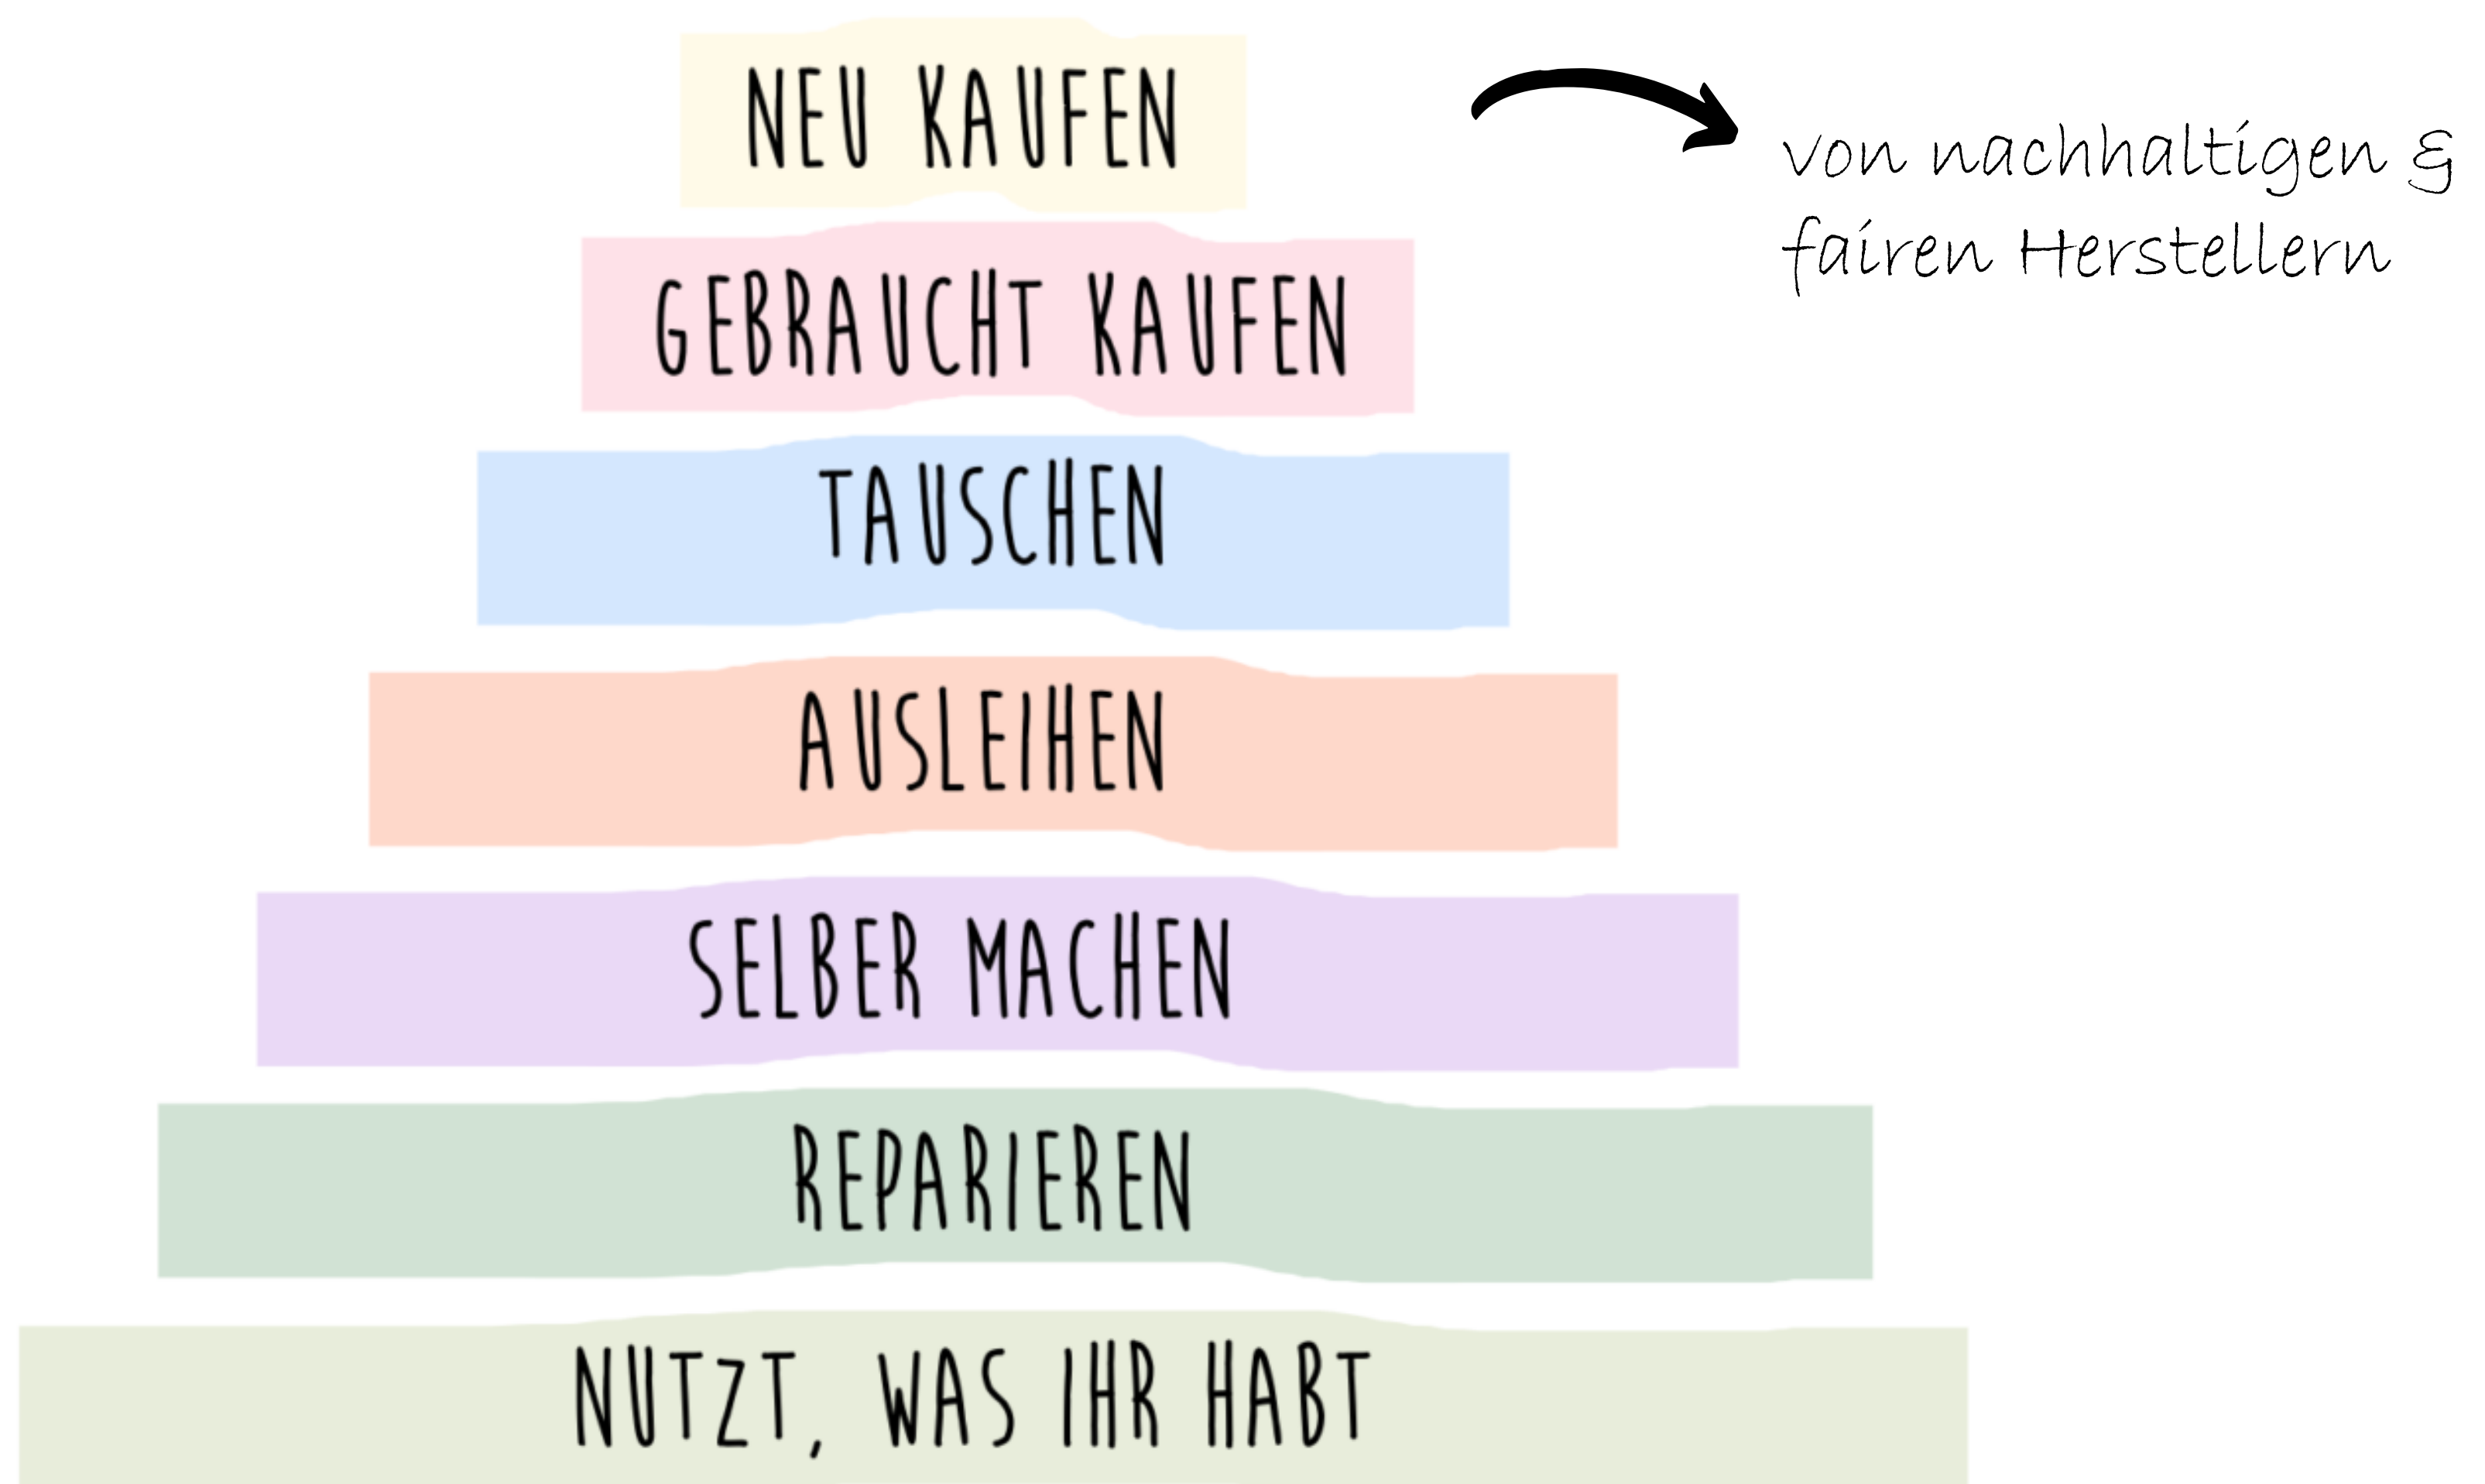 NEU KAUFEN
von nachhaltigen &
fairen Herstellern
GEBRAUCHT KAUFEN
TAUSCHEN
AUSLEIHEN
SELBER MACHEN
REPARIEREN
NUTZT, WAS IHR HABT